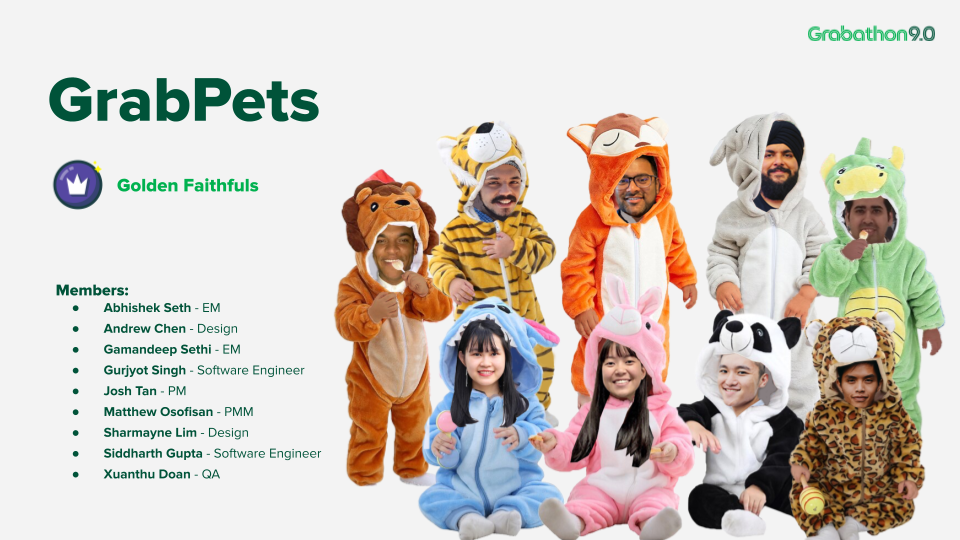 Grabathon9.0
GrabPets
Golden Faithfuls
Members:
● Abhishek Seth - EM
● Andrew Chen - Design
● Gamandeep Sethi - EM
● Gurjyot Singh - Software Engineer
● Josh Tan - PM
● Matthew Osofisan - PMM
● Sharmayne Lim - Design
● Siddharth Gupta - Software Engineer
● Xuanthu Doan - QA